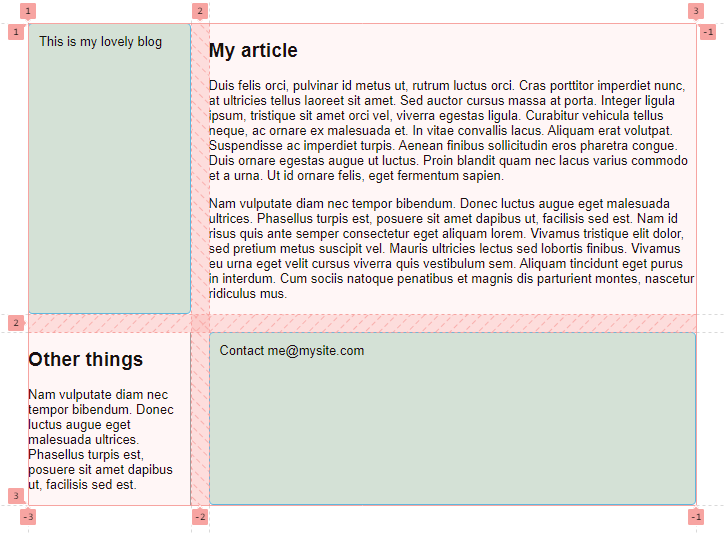 1
2
3
1
-1
This is my lovely blog
My article
Duis felis orci, pulvinar id metus ut, rutrum luctus orci. Cras porttitor imperdiet nunc,
at ultricies tellus laoreet sit amet. Sed auctor cursus massa at porta. Integer ligula
ipsum, tristique sit amet orci vel, viverra egestas ligula. Curabitur vehicula tellus
neque, ac ornare ex malesuada et. In vitae convallis lacus. Aliquam erat volutpat.
Suspendisse ac imperdiet turpis. Aenean finibus sollicitudin eros pharetra congue.
Duis ornare egestas augue ut luctus. Proin blandit quam nec lacus varius commodo
et a urna. Ut id ornare felis, eget fermentum sapien.
Nam vulputate diam nec tempor bibendum. Donec luctus augue eget malesuada
ultrices. Phasellus turpis est, posuere sit amet dapibus ut, facilisis sed est. Nam id
risus quis ante semper consectetur eget aliquam lorem. Vivamus tristique elit dolor,
sed pretium metus suscipit vel. Mauris ultricies lectus sed lobortis finibus. Vivamus
eu urna eget velit cursus viverra quis vestibulum sem. Aliquam tincidunt eget purus
in interdum. Cum sociis natoque penatibus et magnis dis parturient montes, nascetur
ridiculus mus.
2
Other things
Nam vulputate diam nec
tempor bibendum. Donec
luctus augue eget
malesuada ultrices.
Phasellus turpis est,
posuere sit amet dapibus
ut, facilisis sed est.
Contact me@mysite.com
3
-3
-2
-1